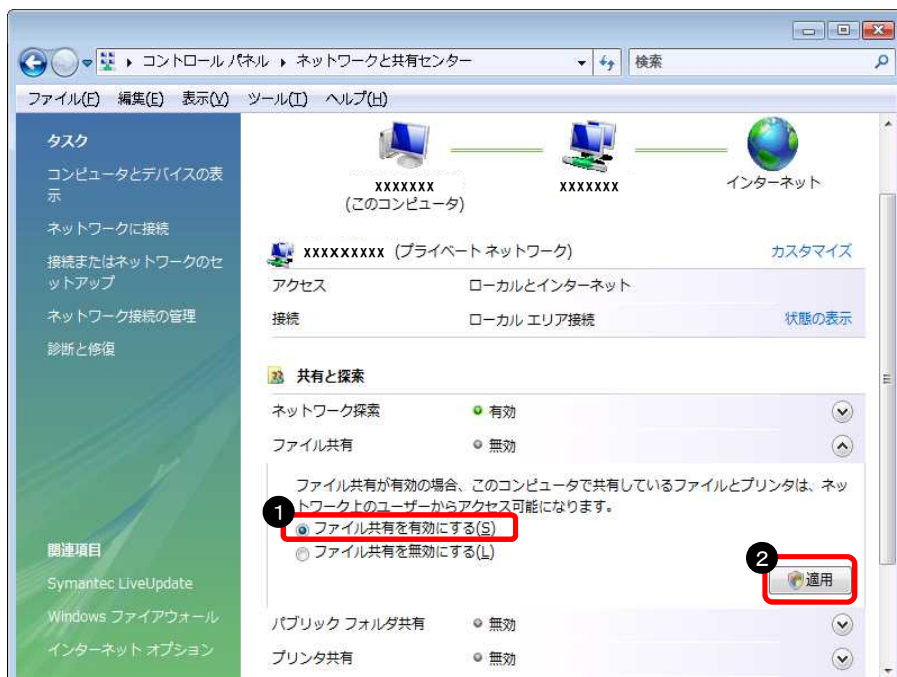 コントロール パネル ▸ ネットワークと共有センター
検索
ファイル(F) 編集(E) 表示(V) ツール(T) ヘルプ(H)
タスク
コンピュータとデバイスの表
示
ネットワークに接続
接続またはネットワークのセ
ットアップ
ネットワーク接続の管理
診断と修復
関連項目
Symantec LiveUpdate
Windows ファイアウォール
インターネット オプション
XXXXXXX
(このコンピュータ)
XXXXXXX
インターネット
XXXXXXXXX (プライベート ネットワーク)
カスタマイズ
アクセス ローカルとインターネット
接続 ローカル エリア接続 状態の表示
共有と探索
ネットワーク探索 有効
ファイル共有 無効
ファイル共有が有効の場合、このコンピュータで共有しているファイルとプリンタは、ネッ
トワーク上のユーザーからアクセス可能になります。
1
ファイル共有を有効にする(S)
ファイル共有を無効にする(L)
2
適用
パブリック フォルダ共有 無効
プリンタ共有 無効